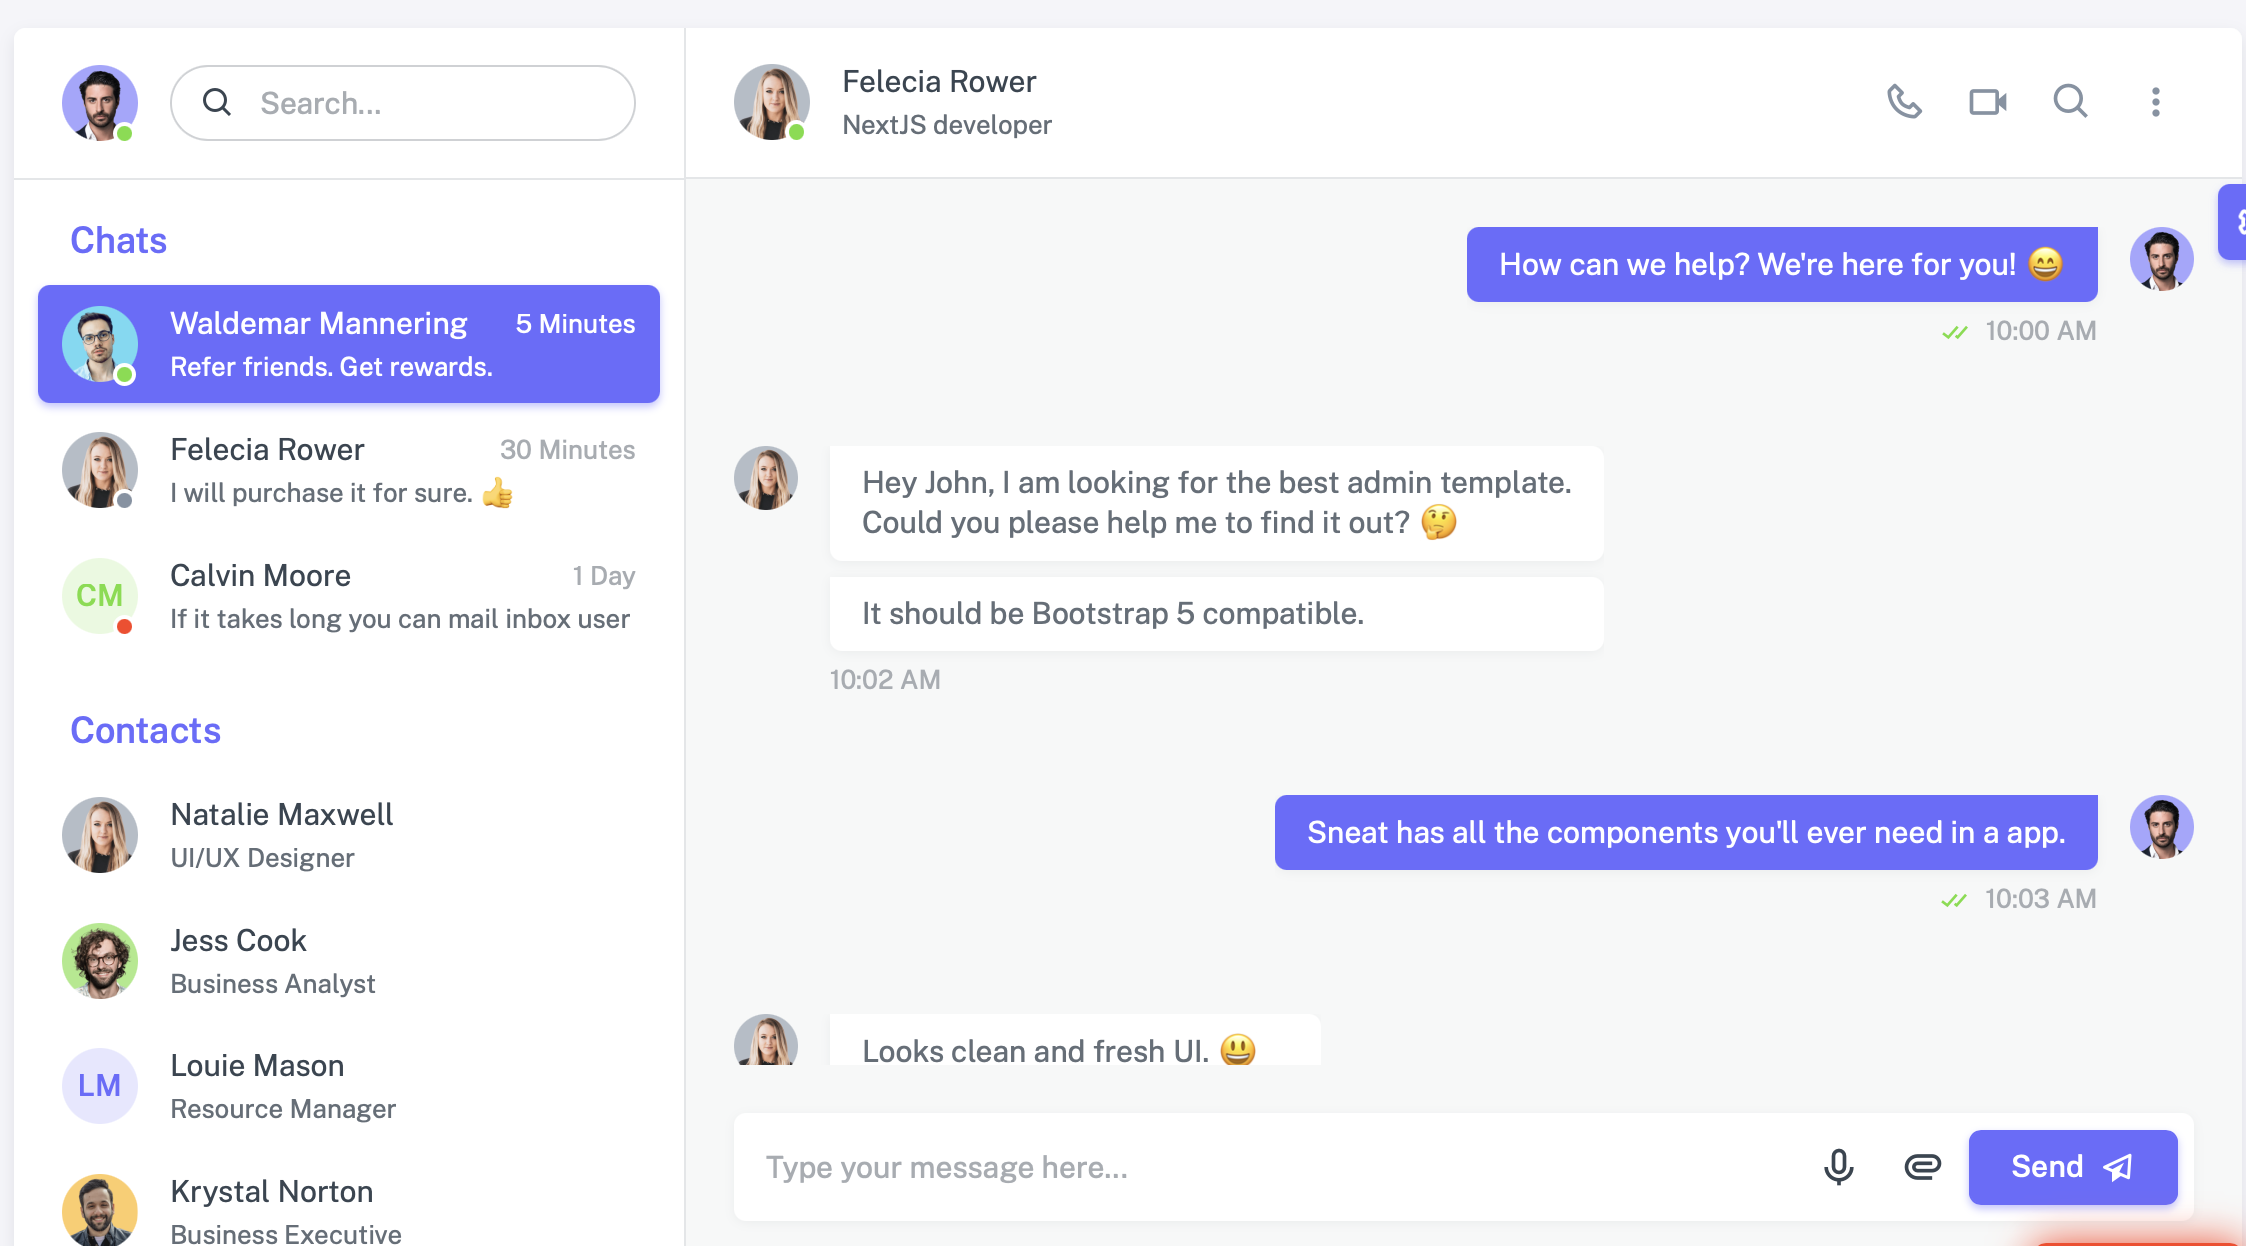 Search...
Chats
Waldemar Mannering 5 Minutes
Refer friends. Get rewards.
Felecia Rower 30 Minutes
I will purchase it for sure. 👍
CM
Calvin Moore 1 Day
If it takes long you can mail inbox user
Contacts
Natalie Maxwell
UI/UX Designer
Jess Cook
Business Analyst
LM
Louie Mason
Resource Manager
Krystal Norton
Business Executive
Felecia Rower
NextJS developer
How can we help? We're here for you! 😄
10:00 AM
Hey John, I am looking for the best admin template.
Could you please help me to find it out? 🤔
It should be Bootstrap 5 compatible.
10:02 AM
Sneat has all the components you'll ever need in a app.
10:03 AM
Looks clean and fresh UI. 😃
Type your message here...
Send